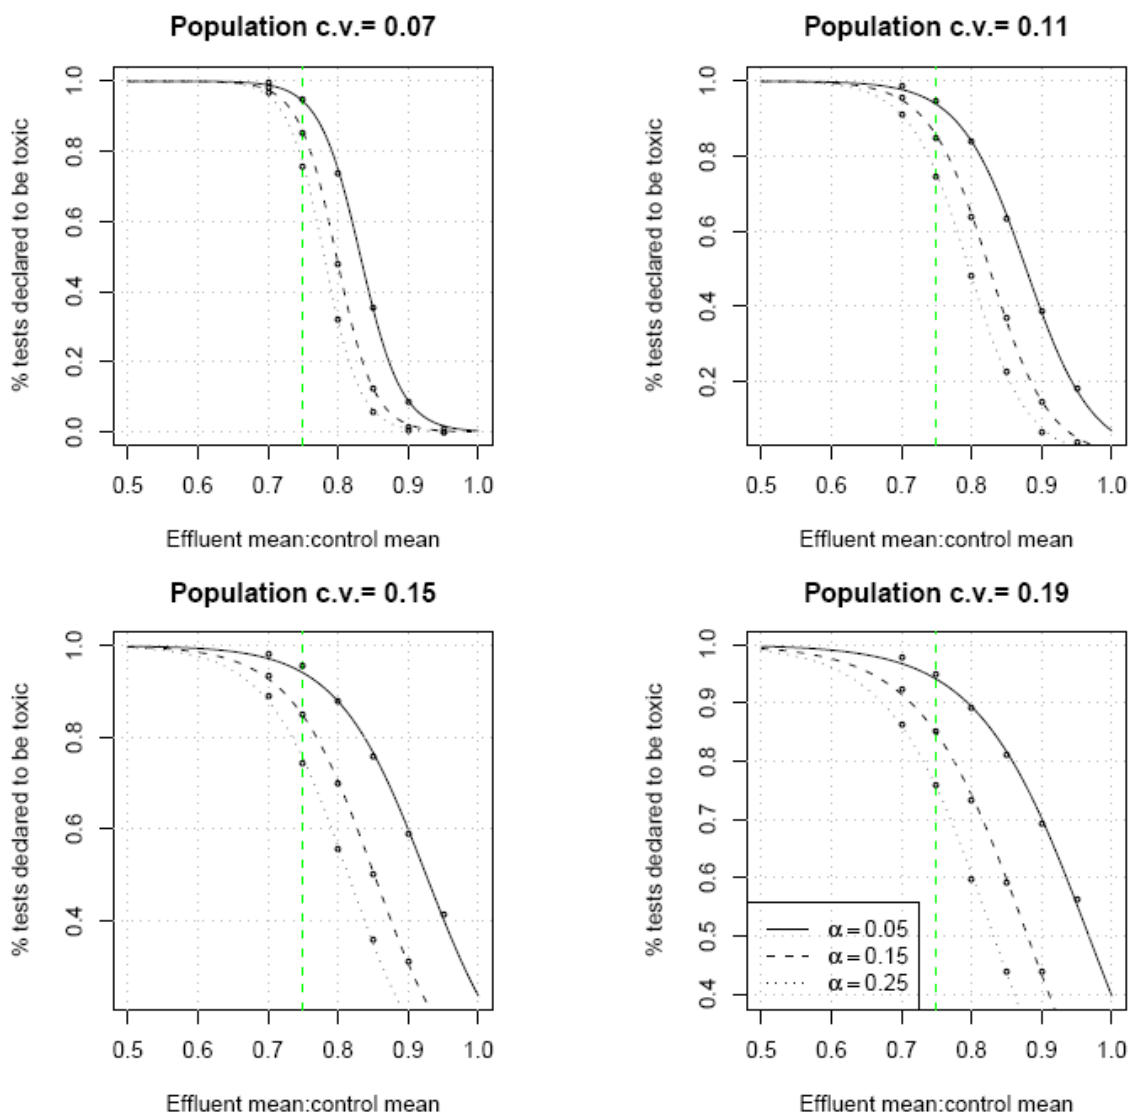 Population c.v.= 0.07
% tests declared to be toxic
1.0
0.8
0.6
0.4
0.2
0.0
0.5 0.6 0.7 0.8 0.9 1.0
Effluent mean:control mean
Population c.v.= 0.11
% tests declared to be toxic
1.0
0.8
0.6
0.4
0.2
0.5 0.6 0.7 0.8 0.9 1.0
Effluent mean:control mean
Population c.v.= 0.15
% tests declared to be toxic
1.0
0.8
0.6
0.4
0.5 0.6 0.7 0.8 0.9 1.0
Effluent mean:control mean
Population c.v.= 0.19
% tests declared to be toxic
1.0
0.9
0.8
0.7
0.6
0.5
0.4
α = 0.05
α = 0.15
α = 0.25
0.5 0.6 0.7 0.8 0.9 1.0
Effluent mean:control mean